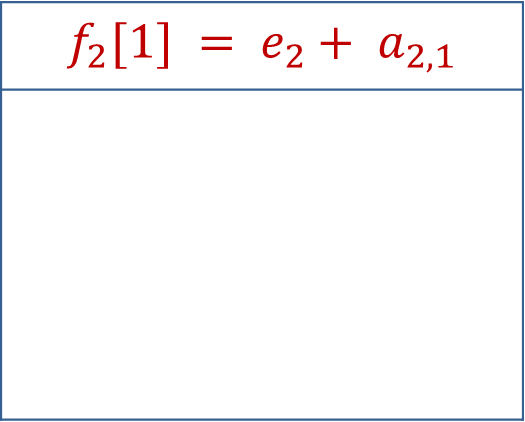 f₂[1] = e₂ + a₂,₁